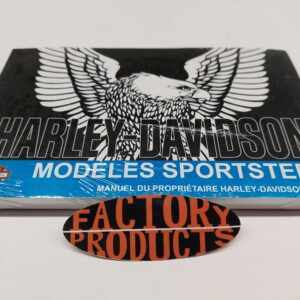 HARLEY-DAVIDSON
MODELES SPORTSTER
MANUEL DU PROPRIÉTAIRE HARLEY-DAVIDSON
FACTORY
PRODUCTS